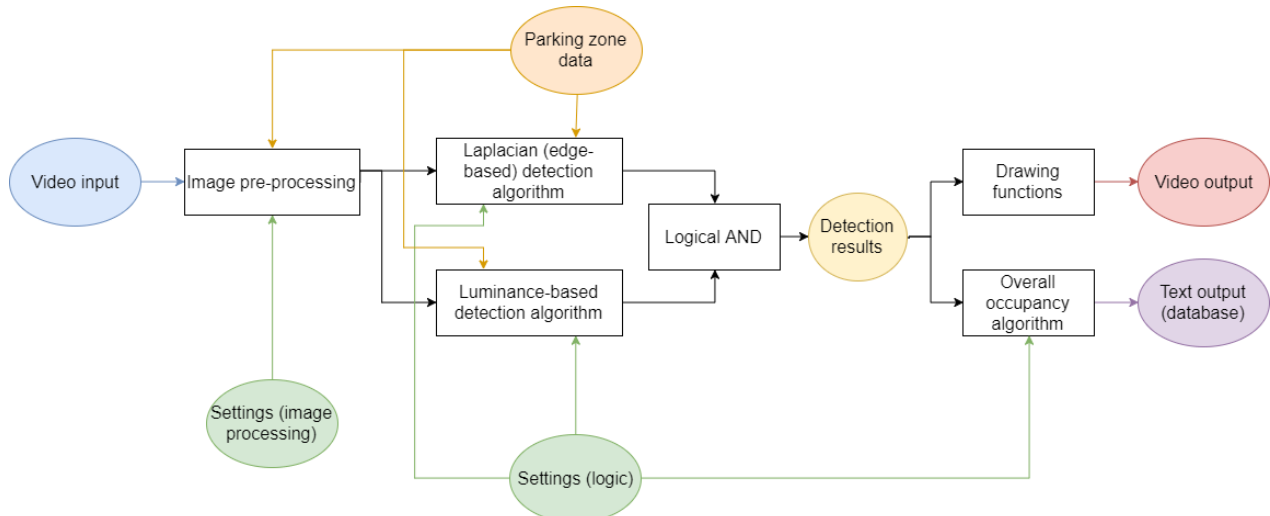 Parking zone
data
Video input
Image pre-processing
Laplacian (edge-
based) detection
algorithm
Drawing
functions
Video output
Logical AND
Detection
results
Luminance-based
detection algorithm
Overall
occupancy
algorithm
Text output
(database)
Settings (image
processing)
Settings (logic)